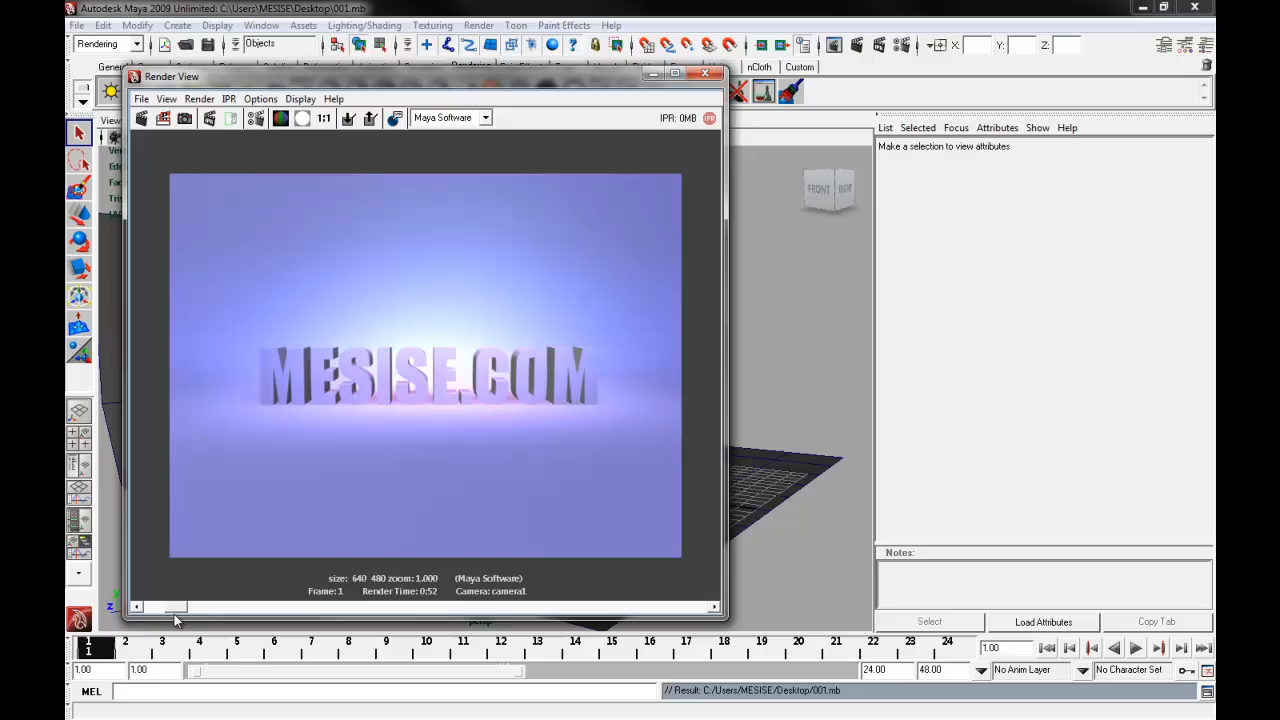 Autodesk Maya 2009 Unlimited: C:\Users\MESISE\Desktop\001.mb
File Edit Modify Create Display Window Assets Lighting/Shading Texturing Render Toon Paint Effects Help
Rendering Objects X: Y: Z:
nCloth Custom
Render View
File View Render IPR Options Display Help
1:1 Maya Software IPR: 0MB IPR
List Selected Focus Attributes Show Help
Make a selection to view attributes
FRONT RIGHT
MESISE.COM
Notes:
size: 640 480 zoom: 1.000 (Maya Software)
Frame: 1 Render Time: 0:52 Camera: camera1
Select Load Attributes Copy Tab
1 2 3 4 5 6 7 8 9 10 11 12 13 14 15 16 17 18 19 20 21 22 23 24
1 1.00
1.00 1.00 24.00 48.00 No Anim Layer No Character Set
MEL // Result: C:/Users/MESISE/Desktop/001.mb